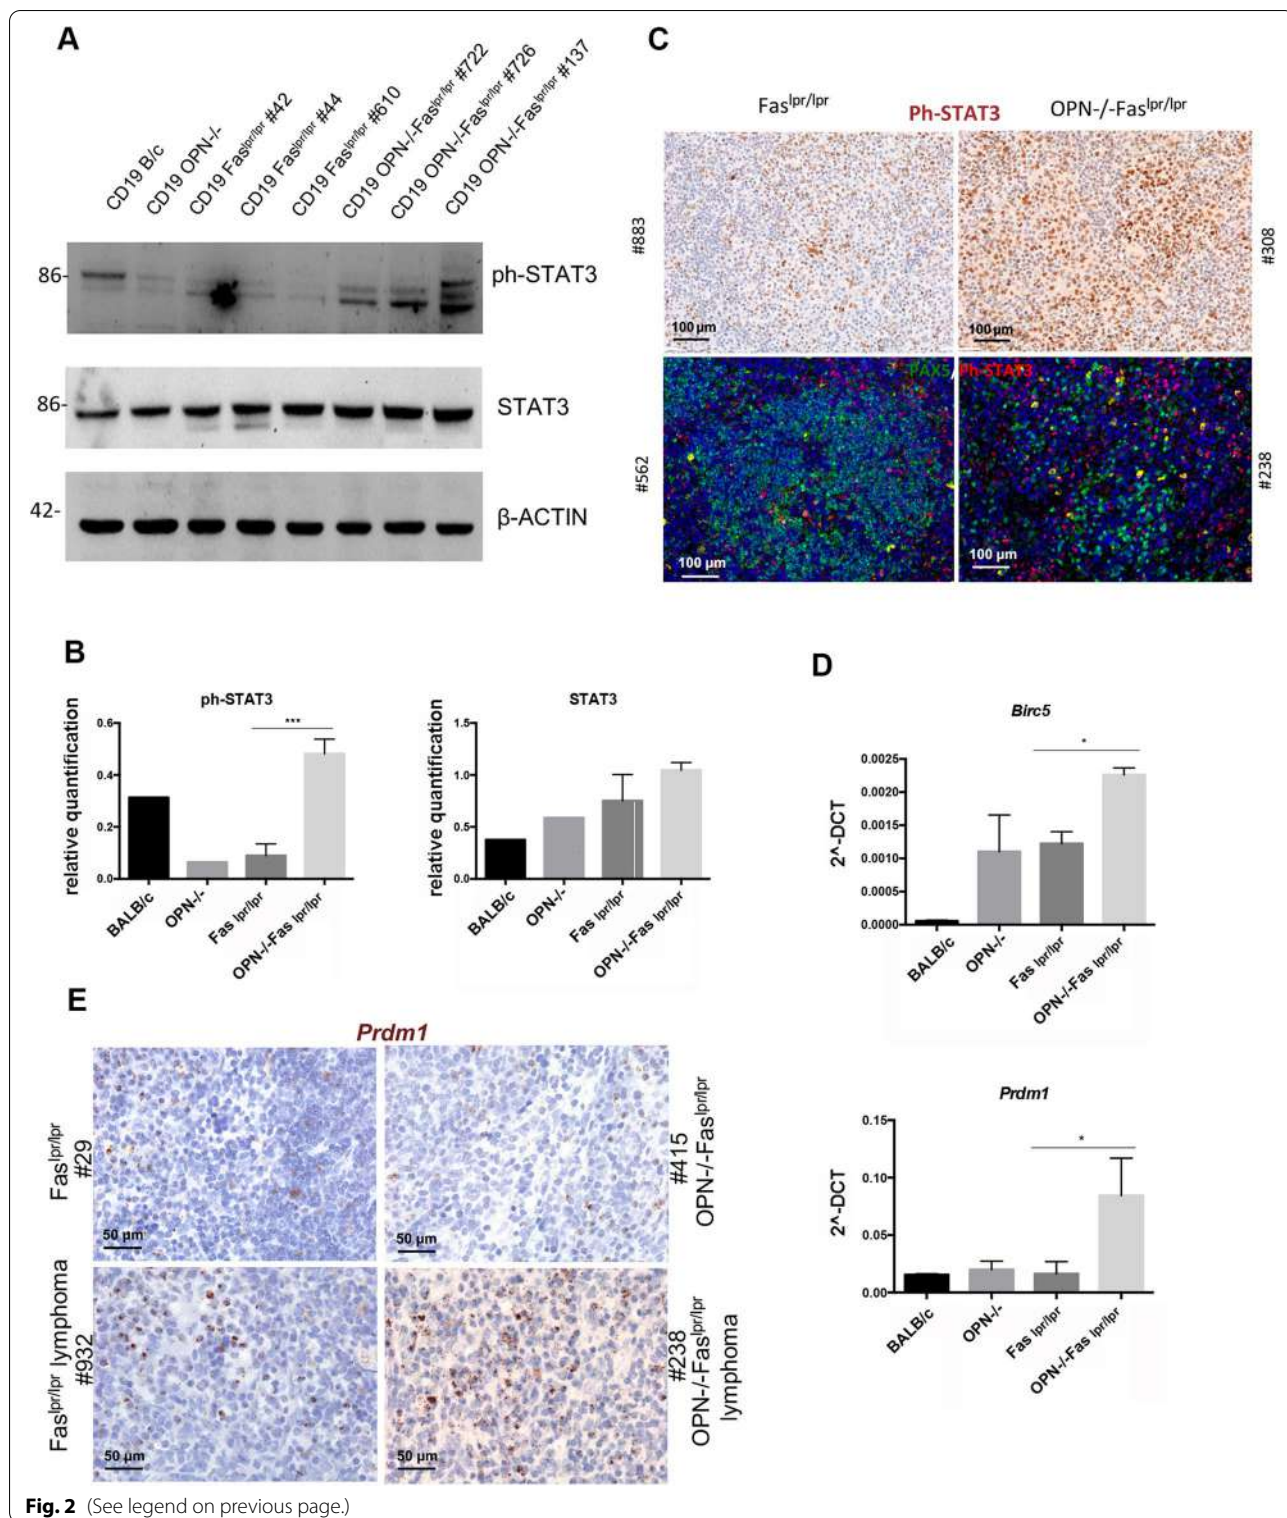 A
CD19 B/c
CD19 OPN-/-
CD19 Fas^lpr/lpr #42
CD19 Fas^lpr/lpr #44
CD19 Fas^lpr/lpr #610
CD19 OPN-/-Fas^lpr/lpr #722
CD19 OPN-/-Fas^lpr/lpr #726
CD19 OPN-/-Fas^lpr/lpr #137
86-
ph-STAT3
86-
STAT3
42-
β-ACTIN
C
Fas^lpr/lpr
Ph-STAT3
OPN-/-Fas^lpr/lpr
#883
100 µm
100 µm
#308
PAX5/Ph-STAT3
#562
100 µm
100 µm
#238
B
ph-STAT3
relative quantification
0.6
0.4
0.2
0.0
***
BALB/c
OPN-/-
Fas lpr/lpr
OPN-/-Fas lpr/lpr
STAT3
relative quantification
1.5
1.0
0.5
0.0
BALB/c
OPN-/-
Fas lpr/lpr
OPN-/-Fas lpr/lpr
D
Birc5
2^-DCT
0.0025
0.0020
0.0015
0.0010
0.0005
0.0000
*
BALB/c
OPN-/-
Fas lpr/lpr
OPN-/-Fas lpr/lpr
Prdm1
2^-DCT
0.15
0.10
0.05
0.00
*
BALB/c
OPN-/-
Fas lpr/lpr
OPN-/-Fas lpr/lpr
E
Prdm1
Fas^lpr/lpr
#29
50 µm
50 µm
#415
OPN-/-Fas^lpr/lpr
Fas^lpr/lpr lymphoma
#932
50 µm
50 µm
#238
OPN-/-Fas^lpr/lpr
lymphoma
Fig. 2 (See legend on previous page.)